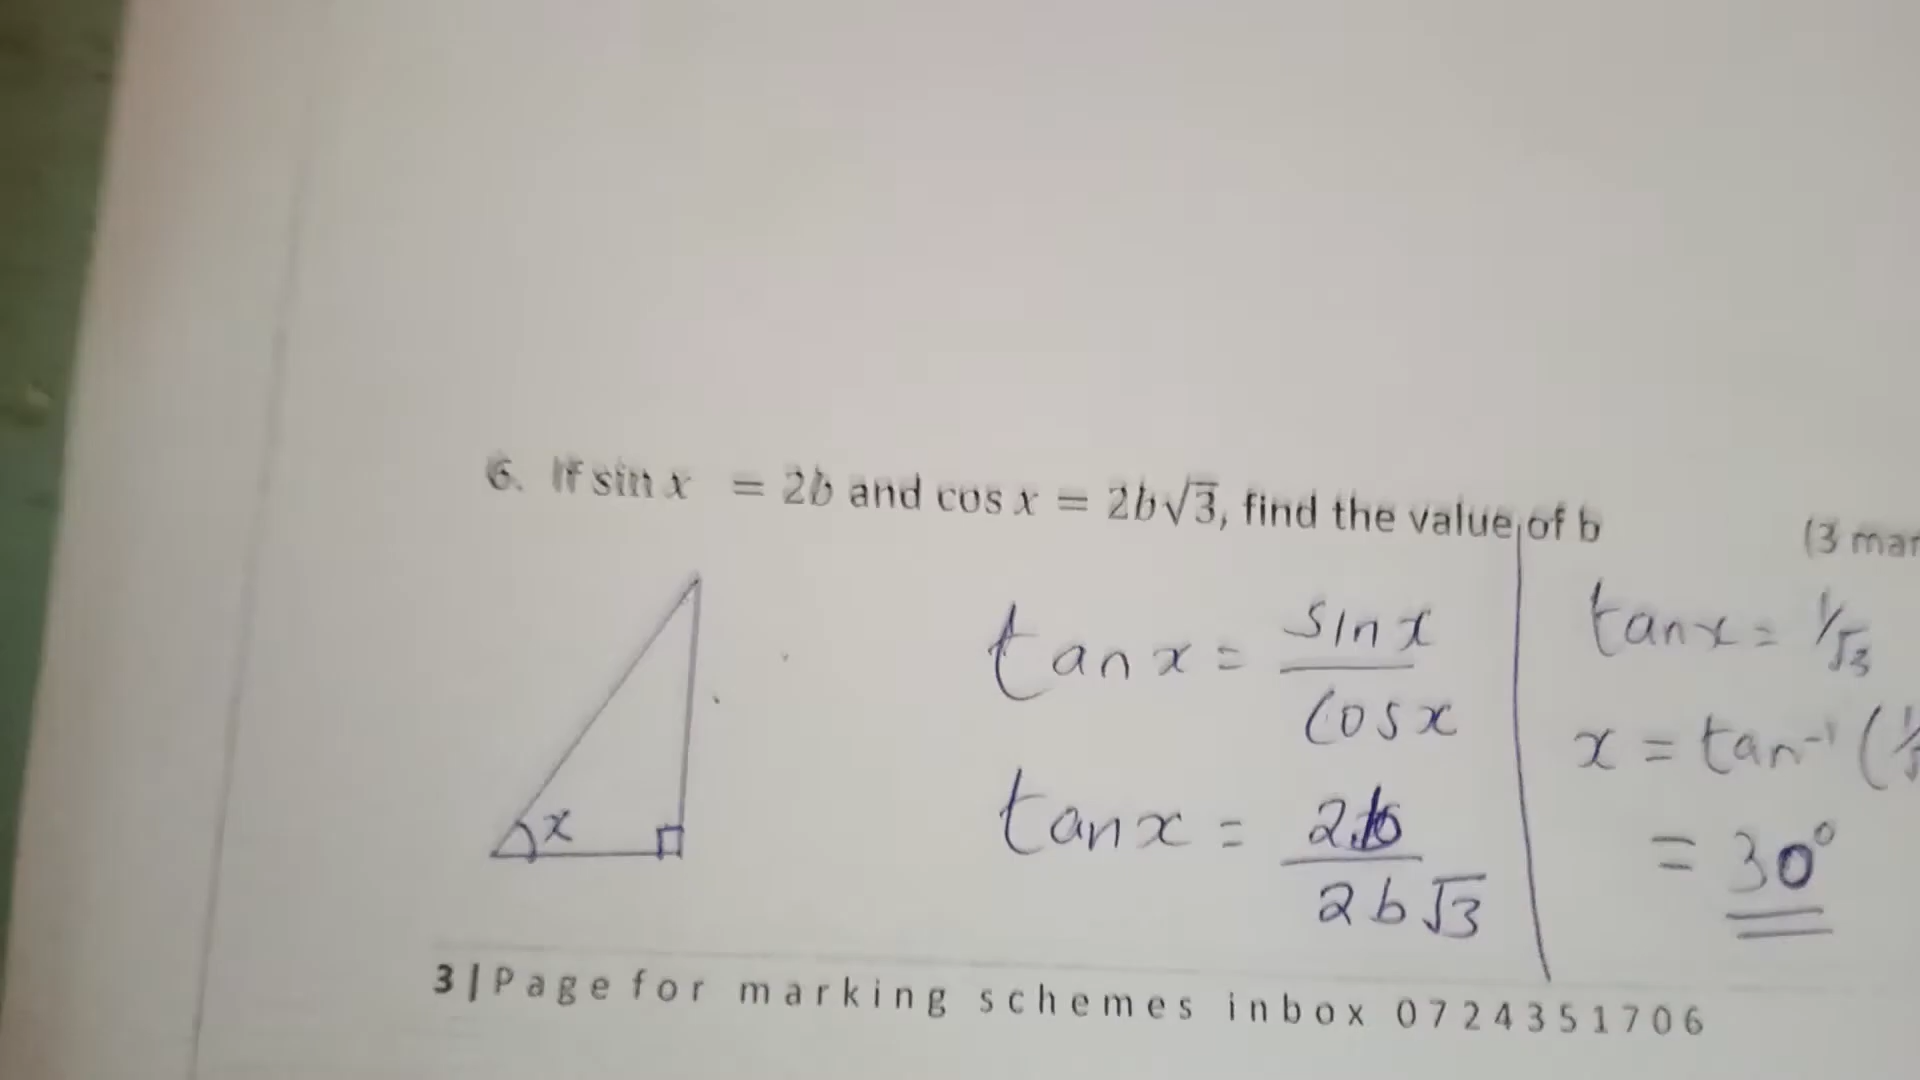 6. If sin x = 2b and cos x = 2b√3, find the value of b (3 mar
tan x = sin x / cos x
tan x = 2b / 2b√3
x
tan x = 1/√3
x = tan⁻¹ (1/√
= 30°
3 | Page for marking schemes inbox 0724351706